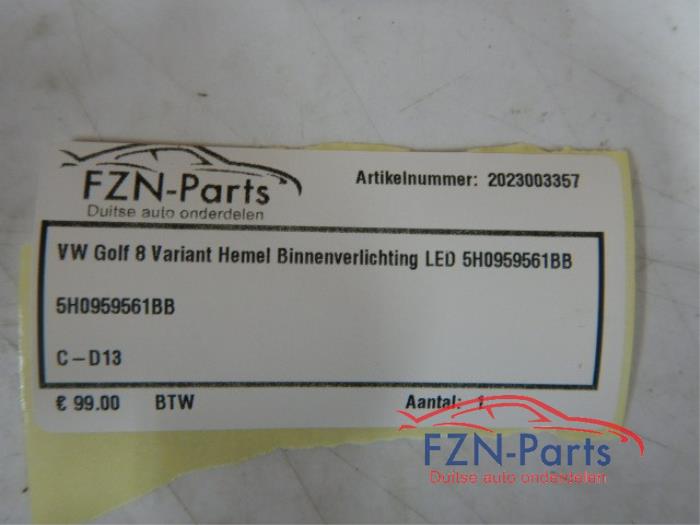 FZN-Parts
Duitse auto onderdelen
Artikelnummer: 2023003357
VW Golf 8 Variant Hemel Binnenverlichting LED 5H0959561BB
5H0959561BB
C-D13
€ 99.00 BTW Aantal: 1
FZN-Parts
Duitse auto onderdelen